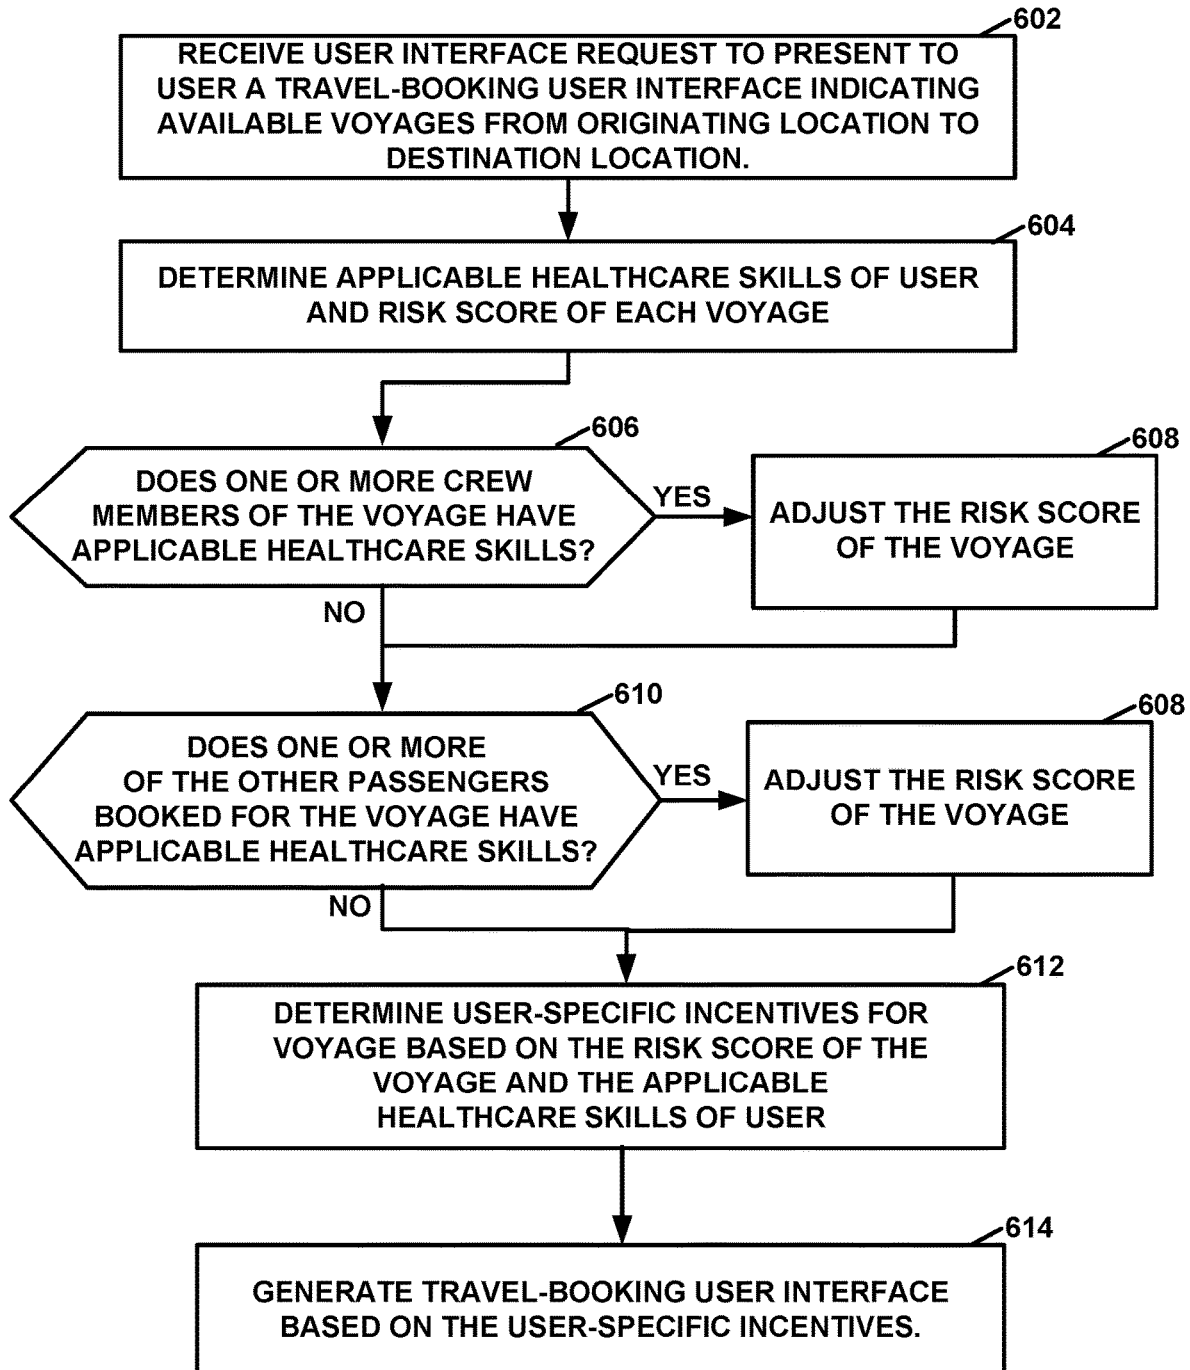 602
RECEIVE USER INTERFACE REQUEST TO PRESENT TO
USER A TRAVEL-BOOKING USER INTERFACE INDICATING
AVAILABLE VOYAGES FROM ORIGINATING LOCATION TO
DESTINATION LOCATION.
604
DETERMINE APPLICABLE HEALTHCARE SKILLS OF USER
AND RISK SCORE OF EACH VOYAGE
606
DOES ONE OR MORE CREW
MEMBERS OF THE VOYAGE HAVE
APPLICABLE HEALTHCARE SKILLS?
YES
NO
608
ADJUST THE RISK SCORE
OF THE VOYAGE
610
DOES ONE OR MORE
OF THE OTHER PASSENGERS
BOOKED FOR THE VOYAGE HAVE
APPLICABLE HEALTHCARE SKILLS?
YES
NO
608
ADJUST THE RISK SCORE
OF THE VOYAGE
612
DETERMINE USER-SPECIFIC INCENTIVES FOR
VOYAGE BASED ON THE RISK SCORE OF THE
VOYAGE AND THE APPLICABLE
HEALTHCARE SKILLS OF USER
614
GENERATE TRAVEL-BOOKING USER INTERFACE
BASED ON THE USER-SPECIFIC INCENTIVES.